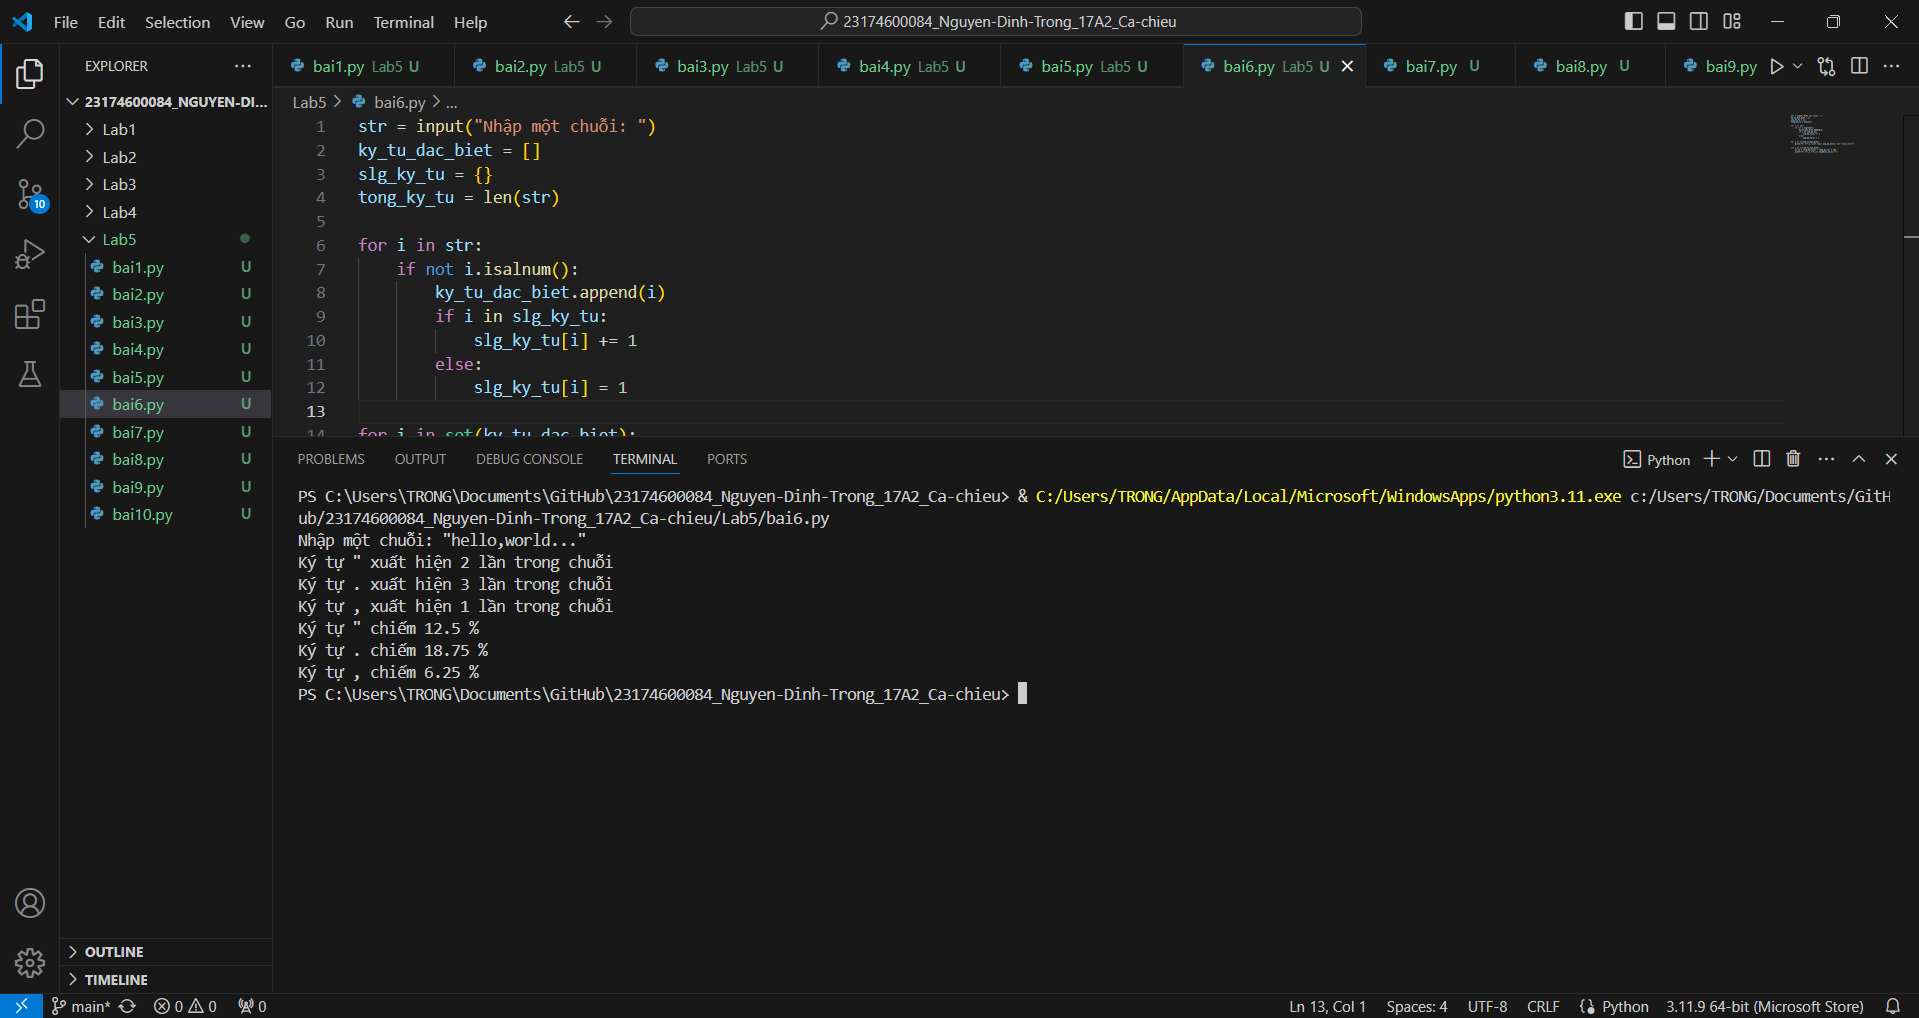 File Edit Selection View Go Run Terminal Help
23174600084_Nguyen-Dinh-Trong_17A2_Ca-chieu
EXPLORER
23174600084_NGUYEN-DI...
Lab1
Lab2
Lab3
Lab4
Lab5
bai1.py U
bai2.py U
bai3.py U
bai4.py U
bai5.py U
bai6.py U
bai7.py U
bai8.py U
bai9.py U
bai10.py U
OUTLINE
TIMELINE
10
bai1.py Lab5 U bai2.py Lab5 U bai3.py Lab5 U bai4.py Lab5 U bai5.py Lab5 U bai6.py Lab5 U bai7.py U bai8.py U bai9.py
Lab5 > bai6.py > ...
1 str = input("Nhập một chuỗi: ")
2 ky_tu_dac_biet = []
3 slg_ky_tu = {}
4 tong_ky_tu = len(str)
5
6 for i in str:
7 if not i.isalnum():
8 ky_tu_dac_biet.append(i)
9 if i in slg_ky_tu:
10 slg_ky_tu[i] += 1
11 else:
12 slg_ky_tu[i] = 1
13
14 for i in set(ky_tu_dac_biet):
PROBLEMS OUTPUT DEBUG CONSOLE TERMINAL PORTS
Python
PS C:\Users\TRONG\Documents\GitHub\23174600084_Nguyen-Dinh-Trong_17A2_Ca-chieu> & C:/Users/TRONG/AppData/Local/Microsoft/WindowsApps/python3.11.exe c:/Users/TRONG/Documents/GitH
ub/23174600084_Nguyen-Dinh-Trong_17A2_Ca-chieu/Lab5/bai6.py
Nhập một chuỗi: "hello,world..."
Ký tự " xuất hiện 2 lần trong chuỗi
Ký tự . xuất hiện 3 lần trong chuỗi
Ký tự , xuất hiện 1 lần trong chuỗi
Ký tự " chiếm 12.5 %
Ký tự . chiếm 18.75 %
Ký tự , chiếm 6.25 %
PS C:\Users\TRONG\Documents\GitHub\23174600084_Nguyen-Dinh-Trong_17A2_Ca-chieu>
main* 0 0 0
Ln 13, Col 1 Spaces: 4 UTF-8 CRLF Python 3.11.9 64-bit (Microsoft Store)